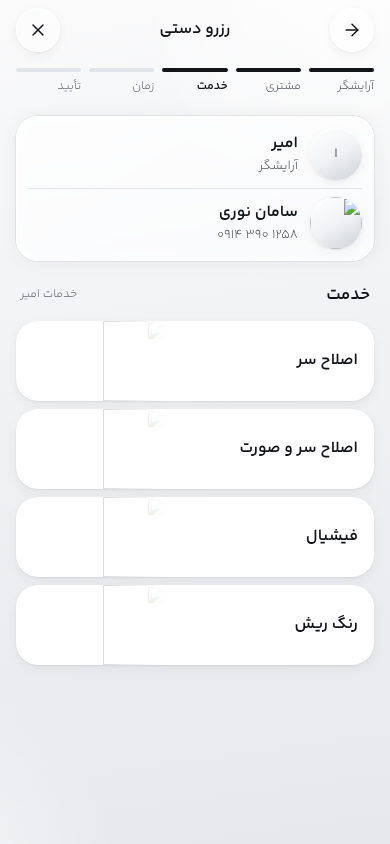 رزرو دستی
آرایشگر
مشتری
خدمت
زمان
تأیید
ا
امیر
آرایشگر
سامان نوری
۰۹۱۴ ۳۹۰ ۱۲۵۸
خدمت
خدمات امیر
اصلاح سر
اصلاح سر و صورت
فیشیال
رنگ ریش